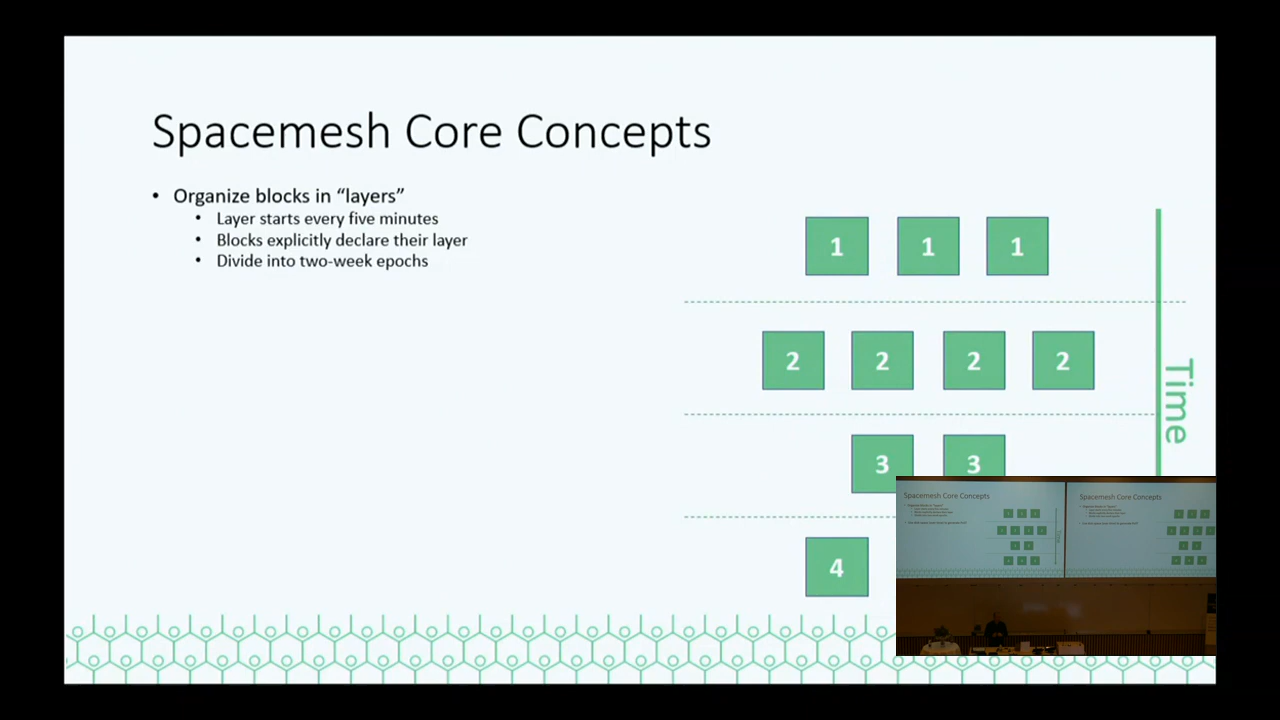 Spacemesh Core Concepts
• Organize blocks in “layers”
• Layer starts every five minutes
• Blocks explicitly declare their layer
• Divide into two-week epochs
1 1 1
2 2 2 2
Time
3 3
4
Spacemesh Core Concepts
Spacemesh Core Concepts